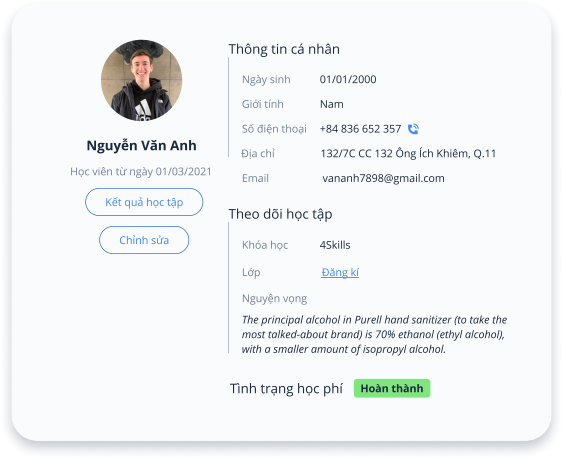 Nguyễn Văn Anh
Học viên từ ngày 01/03/2021
Kết quả học tập
Chỉnh sửa
Thông tin cá nhân
Ngày sinh 01/01/2000
Giới tính Nam
Số điện thoại +84 836 652 357
Địa chỉ 132/7C CC 132 Ông Ích Khiêm, Q.11
Email vananh7898@gmail.com
Theo dõi học tập
Khóa học 4Skills
Lớp Đăng kí
Nguyện vọng
The principal alcohol in Purell hand sanitizer (to take the
most talked-about brand) is 70% ethanol (ethyl alcohol),
with a smaller amount of isopropyl alcohol.
Tình trạng học phí Hoàn thành